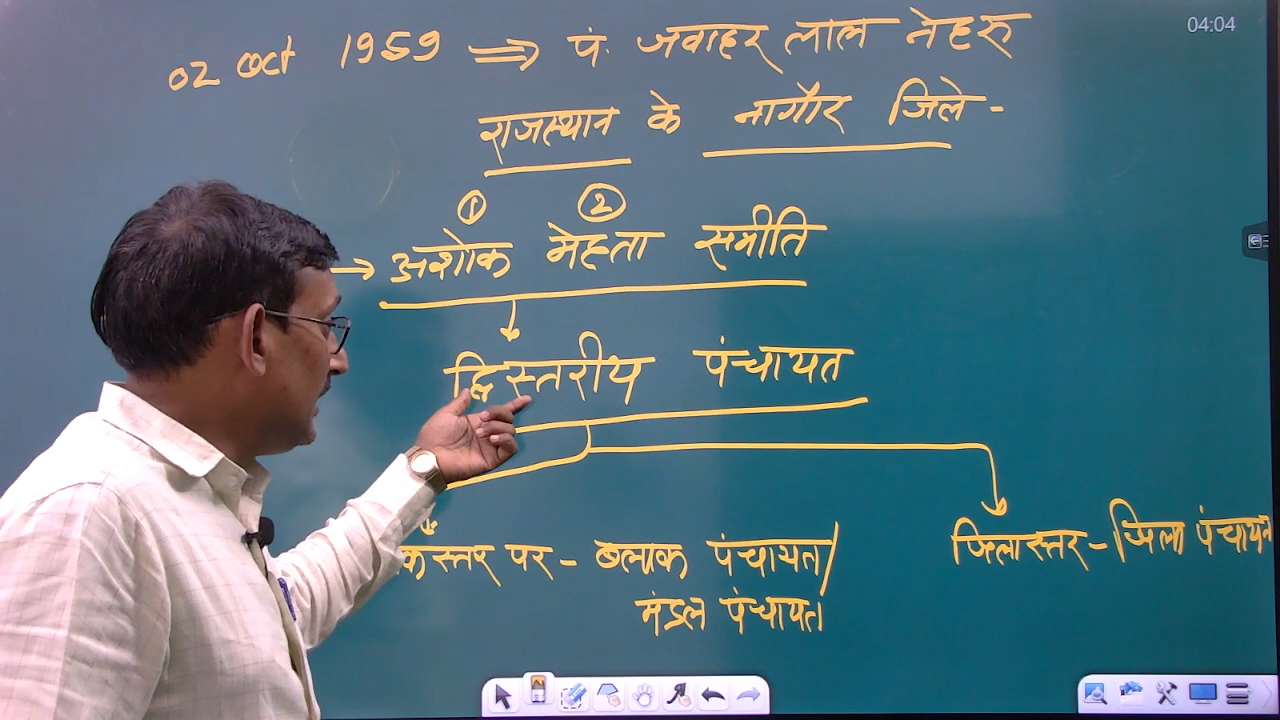 04:04
02 Oct 1959 ⇒ पं. जवाहर लाल नेहरु
राजस्थान के नागौर जिले -
① ②
→ अशोक मेहता समीति
द्विस्तरीय पंचायत
स्तर पर - ब्लाक पंचायत/
मंडल पंचायत
जिलास्तर - जिला पंचायत